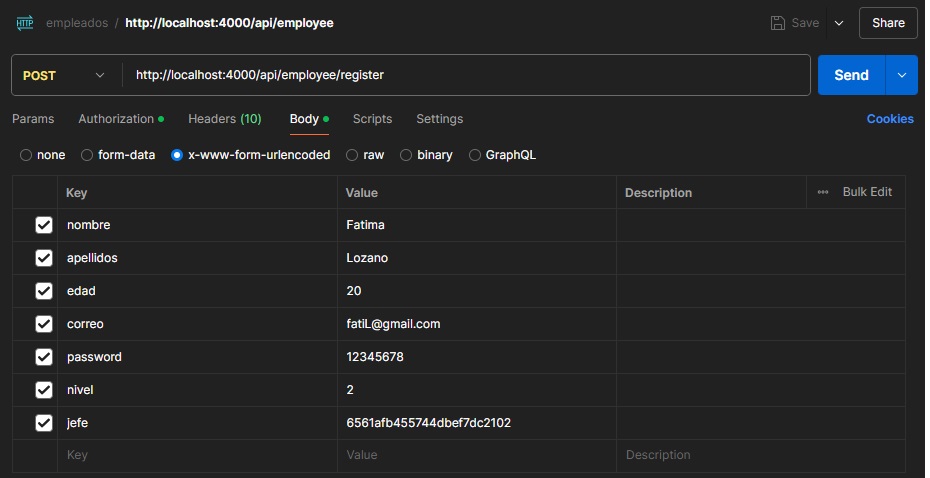 HTTP empleados / http://localhost:4000/api/employee Save Share
POST http://localhost:4000/api/employee/register Send
Params Authorization Headers (10) Body Scripts Settings Cookies
none form-data x-www-form-urlencoded raw binary GraphQL
Key Value Description ••• Bulk Edit
nombre Fatima
apellidos Lozano
edad 20
correo fatiL@gmail.com
password 12345678
nivel 2
jefe 6561afb455744dbef7dc2102
Key Value Description